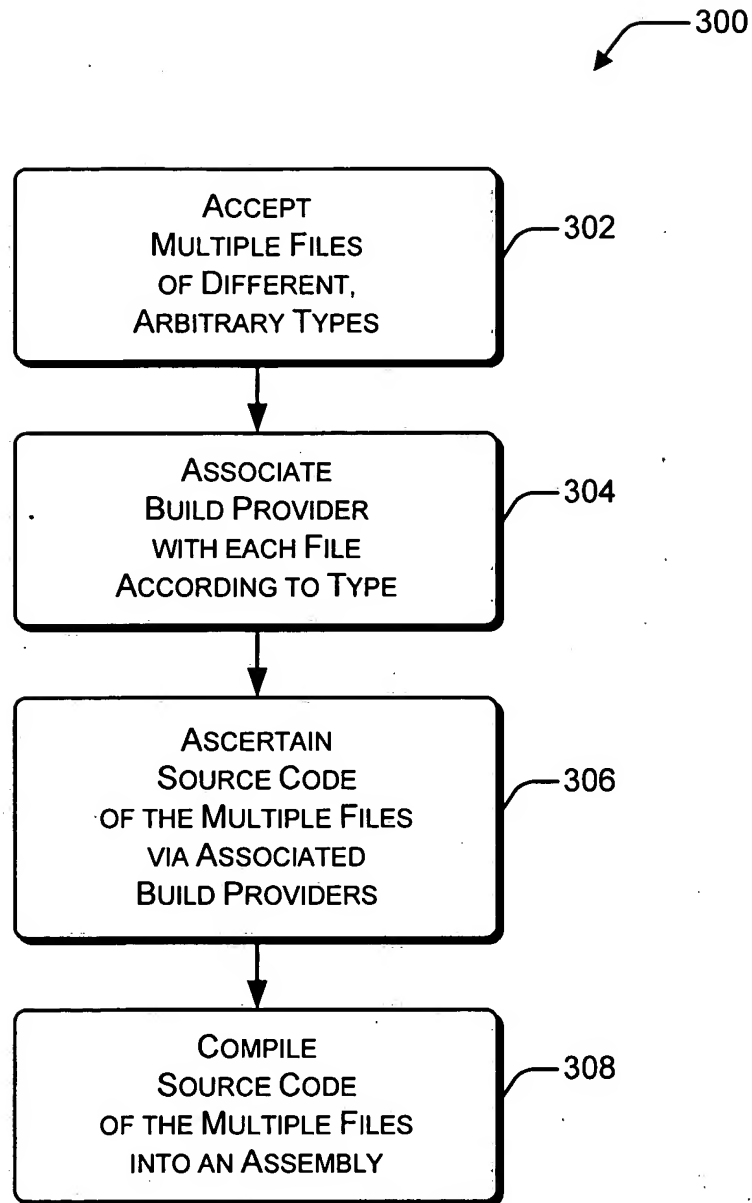 300
ACCEPT
MULTIPLE FILES
OF DIFFERENT,
ARBITRARY TYPES
302
ASSOCIATE
BUILD PROVIDER
WITH EACH FILE
ACCORDING TO TYPE
304
ASCERTAIN
SOURCE CODE
OF THE MULTIPLE FILES
VIA ASSOCIATED
BUILD PROVIDERS
306
COMPILE
SOURCE CODE
OF THE MULTIPLE FILES
INTO AN ASSEMBLY
308